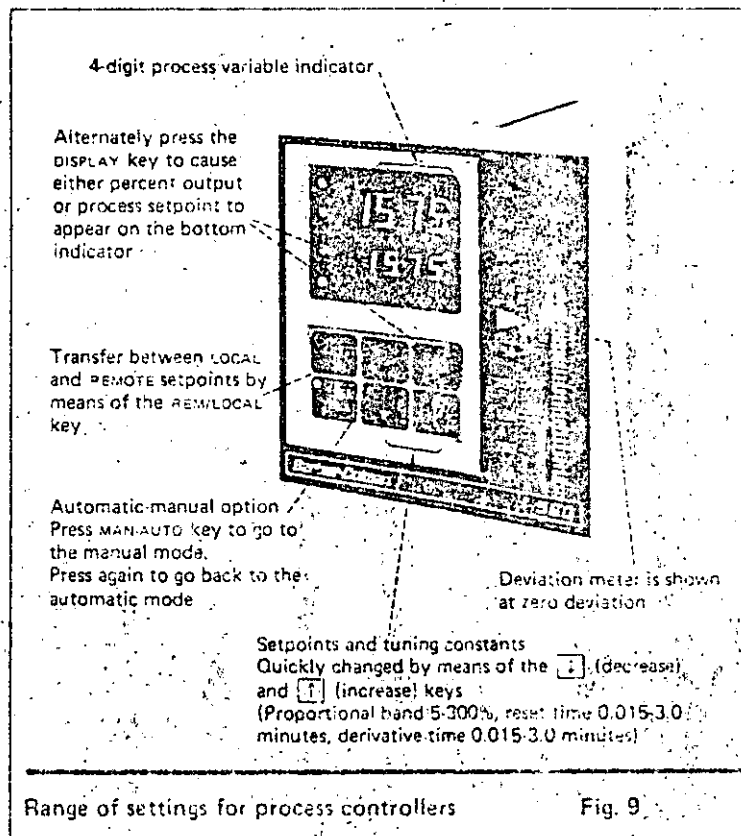 4-digit process variable indicator
Alternately press the
DISPLAY key to cause
either percent output
or process setpoint to
appear on the bottom
indicator
Transfer between LOCAL
and REMOTE setpoints by
means of the REM/LOCAL
key.
Automatic-manual option
Press MAN-AUTO key to go to
the manual mode.
Press again to go back to the
automatic mode
Deviation meter is shown
at zero deviation
Setpoints and tuning constants
Quickly changed by means of the ↓ (decrease)
and ↑ (increase) keys
(Proportional band 5-300%, reset time 0.015-3.0
minutes, derivative time 0.015-3.0 minutes)
Range of settings for process controllers Fig. 9